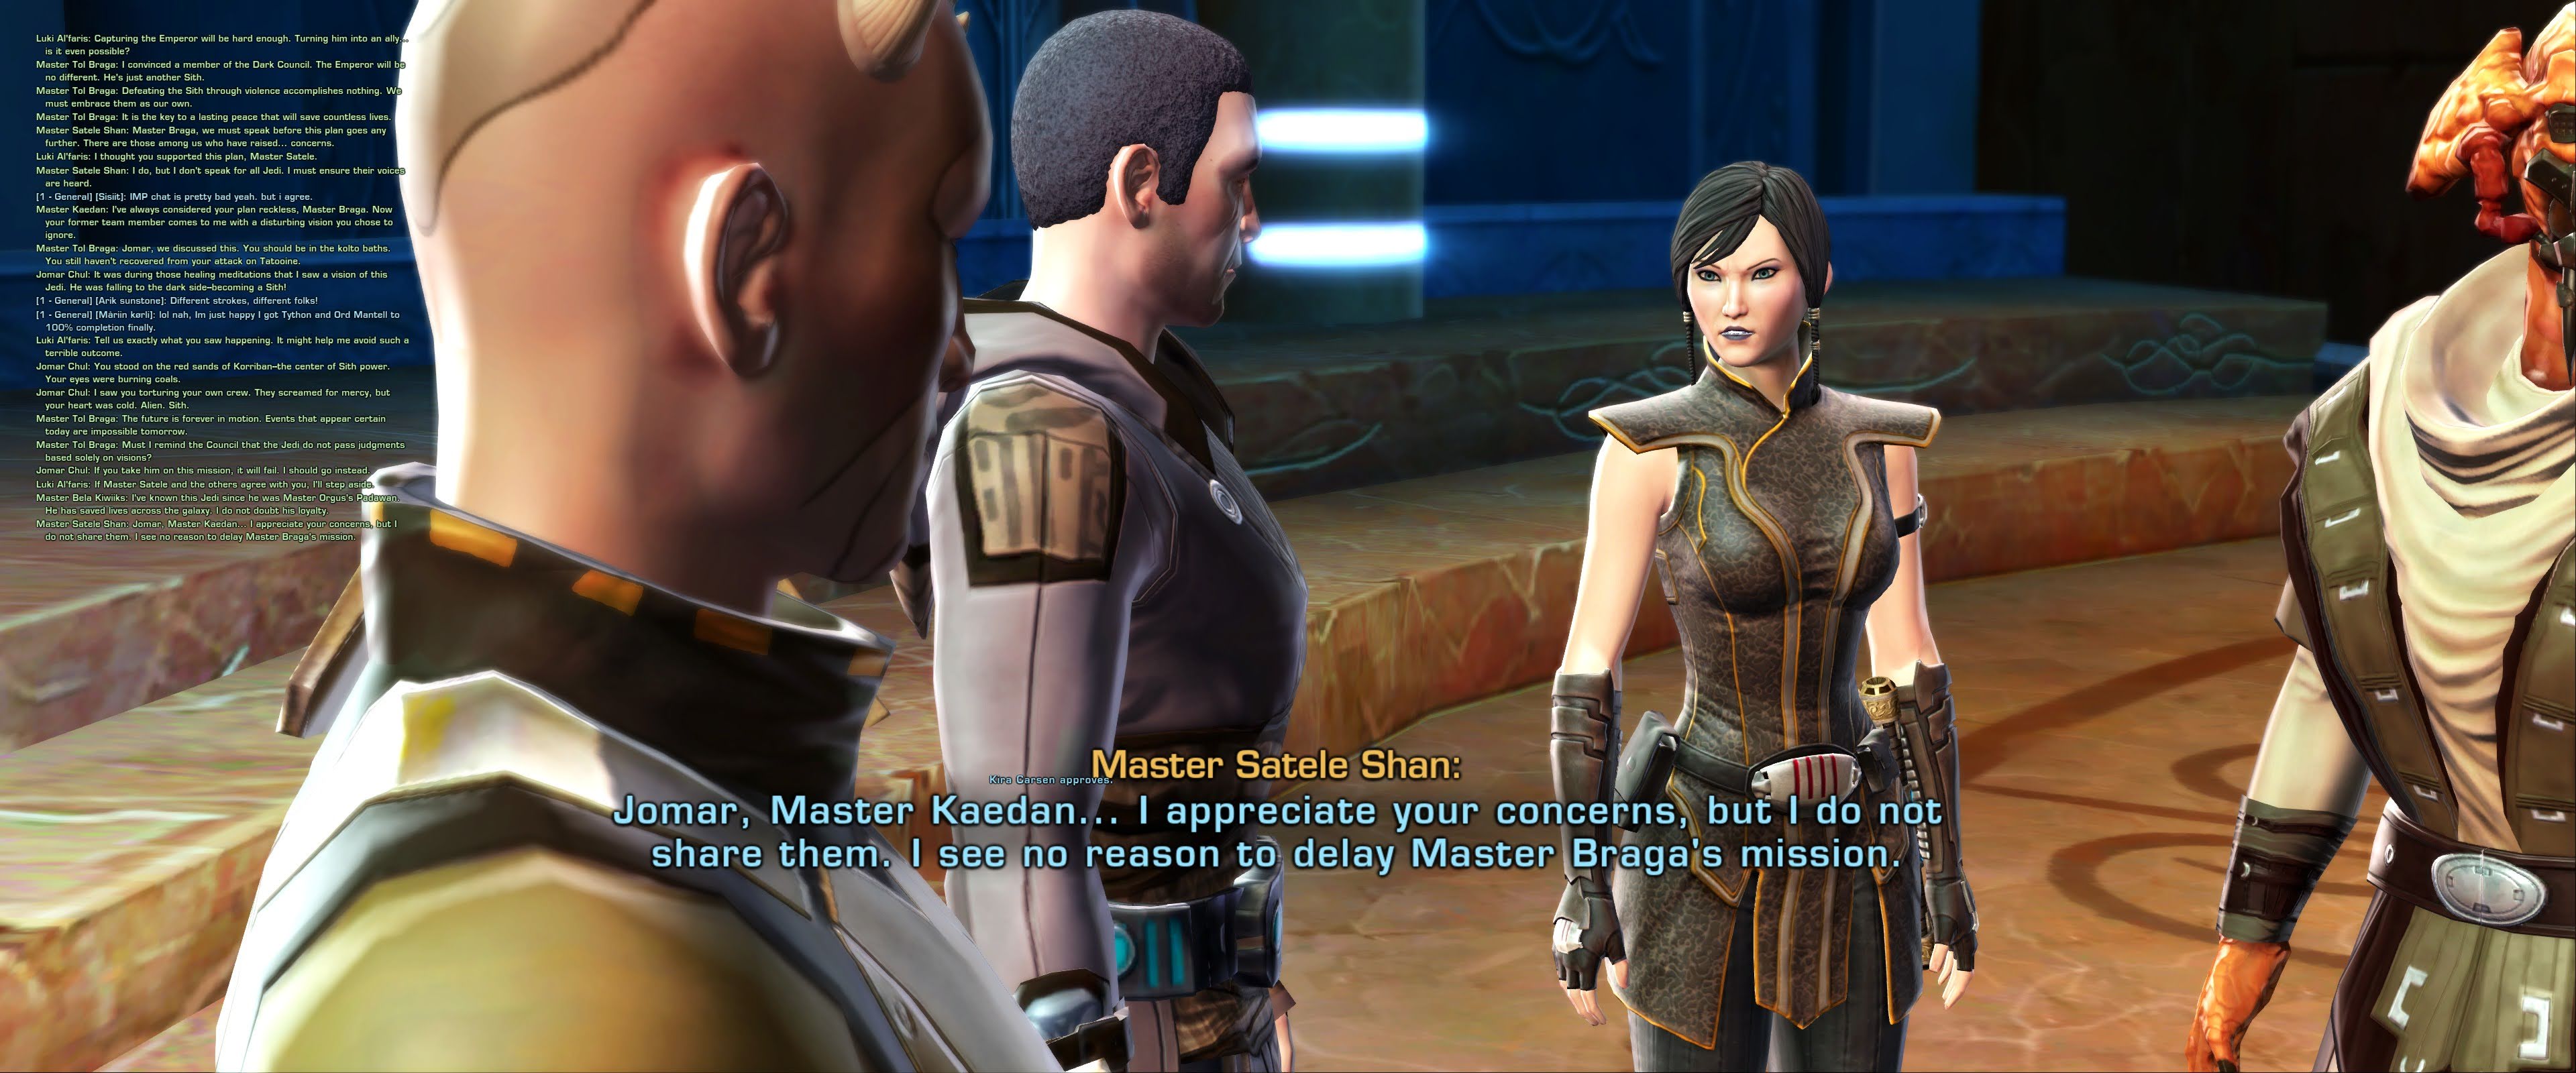 Luki Al'faris: Capturing the Emperor will be hard enough. Turning him into an ally...
is it even possible?
Master Tol Braga: I convinced a member of the Dark Council. The Emperor will be
no different. He's just another Sith.
Master Tol Braga: Defeating the Sith through violence accomplishes nothing. We
must embrace them as our own.
Master Tol Braga: It is the key to a lasting peace that will save countless lives.
Master Satele Shan: Master Braga, we must speak before this plan goes any
further. There are those among us who have raised... concerns.
Luki Al'faris: I thought you supported this plan, Master Satele.
Master Satele Shan: I do, but I don't speak for all Jedi. I must ensure their voices
are heard.
[1 - General] [Sisiit]: IMP chat is pretty bad yeah. but i agree.
Master Kaedan: I've always considered your plan reckless, Master Braga. Now
your former team member comes to me with a disturbing vision you chose to
ignore.
Master Tol Braga: Jomar, we discussed this. You should be in the kolto baths.
You still haven't recovered from your attack on Tatooine.
Jomar Chul: It was during those healing meditations that I saw a vision of this
Jedi. He was falling to the dark side—becoming a Sith!
[1 - General] [Arik sunstone]: Different strokes, different folks!
[1 - General] [Màriin kørli]: lol nah, Im just happy I got Tython and Ord Mantell to
100% completion finally.
Luki Al'faris: Tell us exactly what you saw happening. It might help me avoid such a
terrible outcome.
Jomar Chul: You stood on the red sands of Korriban—the center of Sith power.
Your eyes were burning coals.
Jomar Chul: I saw you torturing your own crew. They screamed for mercy, but
your heart was cold. Alien. Sith.
Master Tol Braga: The future is forever in motion. Events that appear certain
today are impossible tomorrow.
Master Tol Braga: Must I remind the Council that the Jedi do not pass judgments
based solely on visions?
Jomar Chul: If you take him on this mission, it will fail. I should go instead.
Luki Al'faris: If Master Satele and the others agree with you, I'll step aside.
Master Bela Kiwiiks: I've known this Jedi since he was Master Orgus's Padawan.
He has saved lives across the galaxy. I do not doubt his loyalty.
Master Satele Shan: Jomar, Master Kaedan... I appreciate your concerns, but I
do not share them. I see no reason to delay Master Braga's mission.
Master Satele Shan:
Kira Carsen approves.
Jomar, Master Kaedan... I appreciate your concerns, but I do not
share them. I see no reason to delay Master Braga's mission.